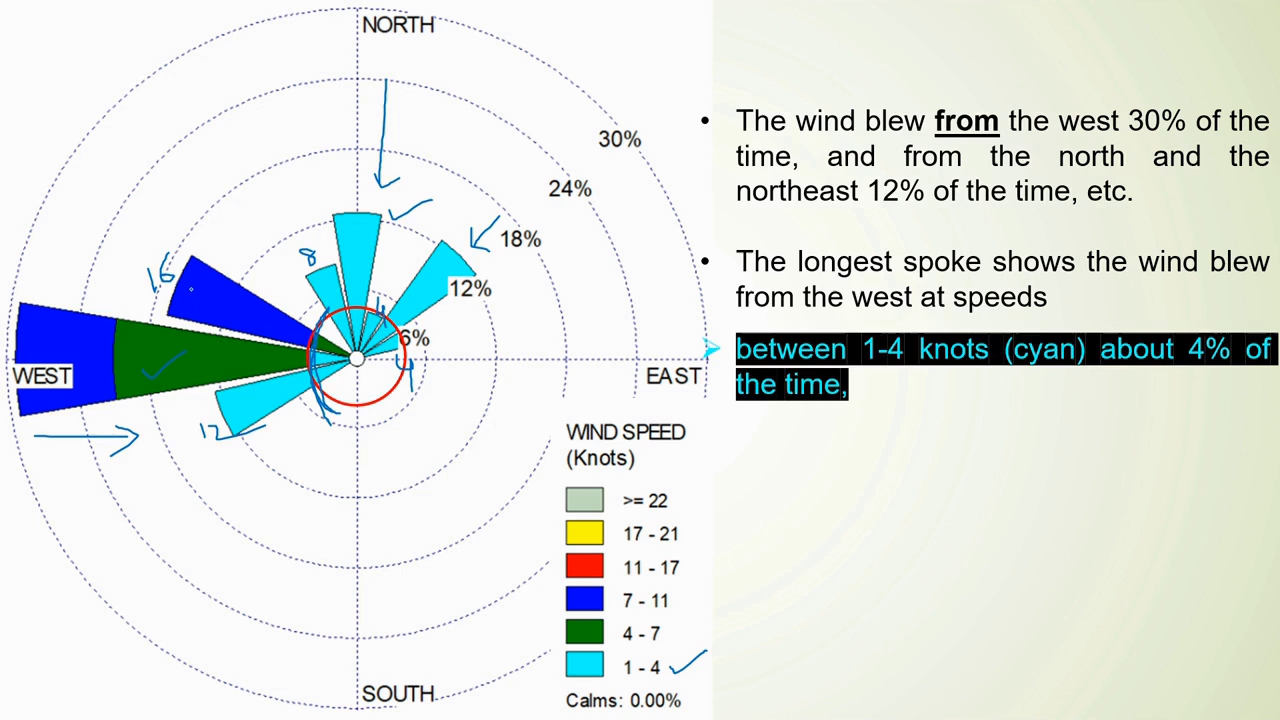 NORTH
30%
24%
18%
12%
6%
8
16
4
4
12
WEST
EAST
SOUTH
WIND SPEED
(Knots)
>= 22
17 - 21
11 - 17
7 - 11
4 - 7
1 - 4
Calms: 0.00%
• The wind blew from the west 30% of the
time, and from the north and the
northeast 12% of the time, etc.
• The longest spoke shows the wind blew
from the west at speeds
➤ between 1-4 knots (cyan) about 4% of
the time,